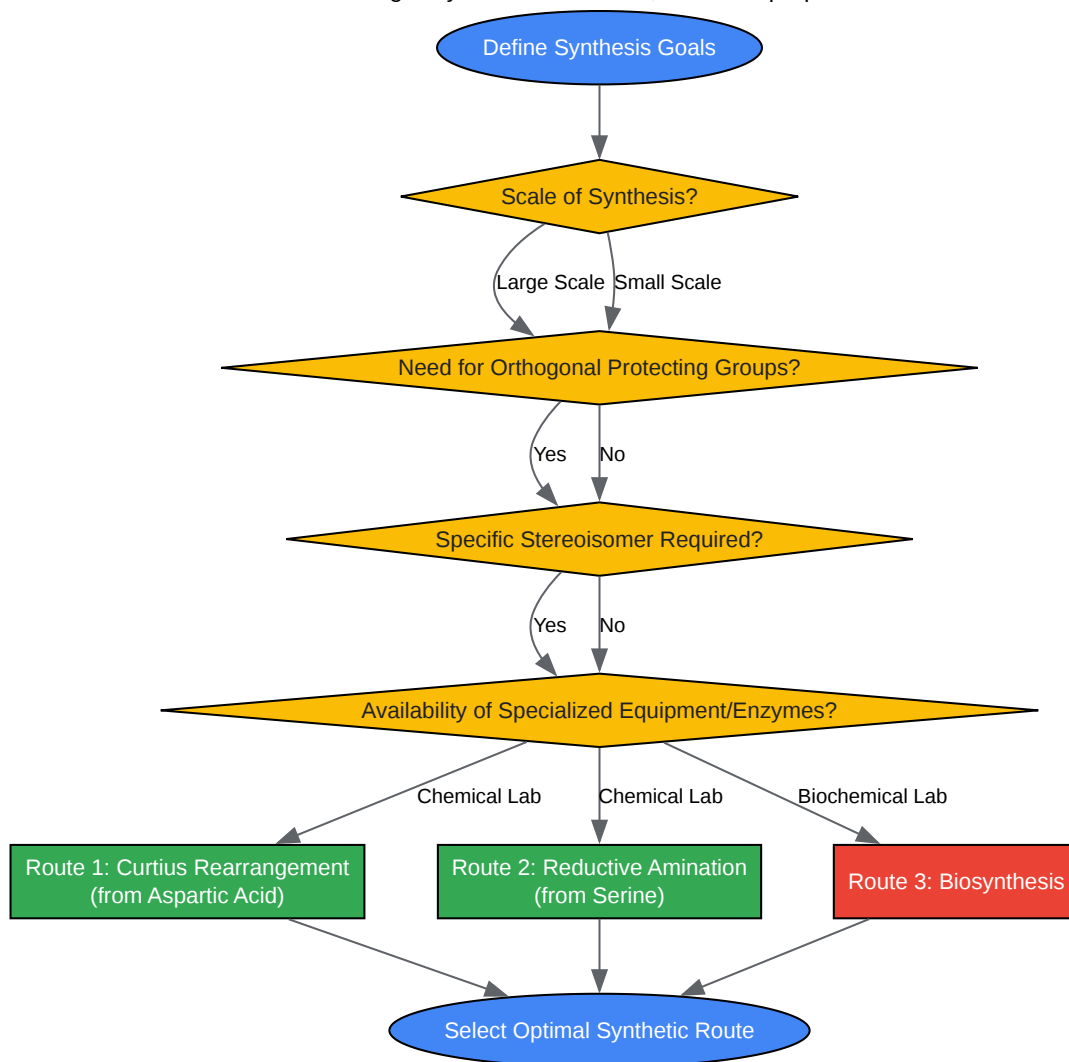 Define Synthesis Goals
Scale of Synthesis?
Large Scale
Small Scale
Need for Orthogonal Protecting Groups?
Yes
No
Specific Stereoisomer Required?
Yes
No
Availability of Specialized Equipment/Enzymes?
Chemical Lab
Chemical Lab
Biochemical Lab
Route 1: Curtius Rearrangement
(from Aspartic Acid)
Route 2: Reductive Amination
(from Serine)
Route 3: Biosynthesis
Select Optimal Synthetic Route